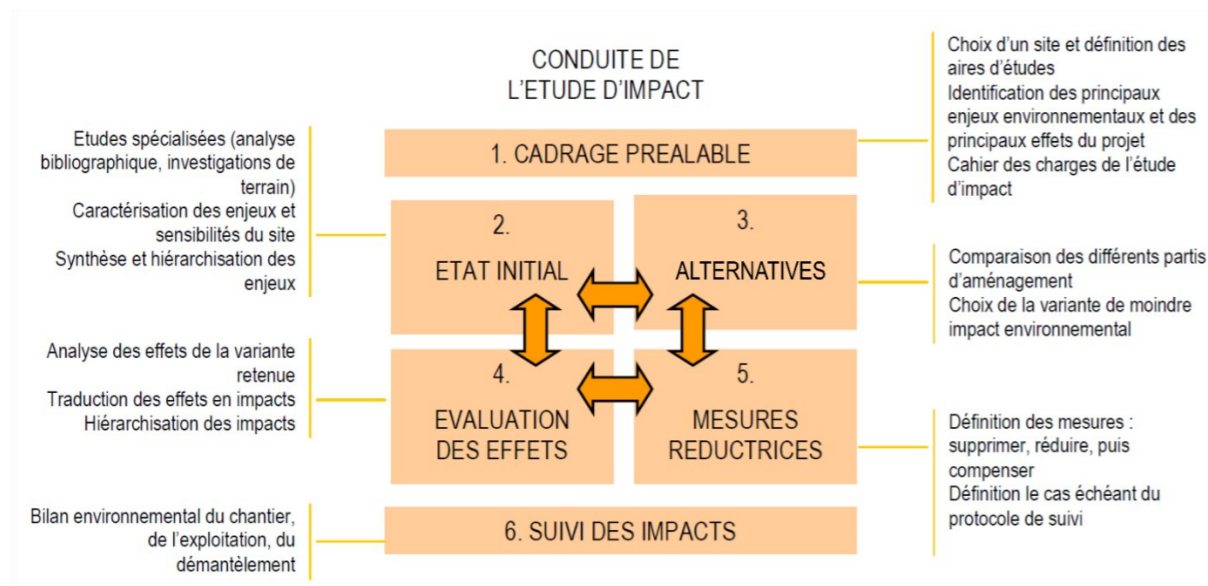 CONDUITE DE
L'ETUDE D'IMPACT
Choix d'un site et définition des
aires d'études
Identification des principaux
enjeux environnementaux et des
principaux effets du projet
Cahier des charges de l'étude
d'impact
1. CADRAGE PREALABLE
Etudes spécialisées (analyse
bibliographique, investigations de
terrain)
Caractérisation des enjeux et
sensibilités du site
Synthèse et hiérarchisation des
enjeux
2.
ETAT INITIAL
3.
ALTERNATIVES
Comparaison des différents partis
d'aménagement
Choix de la variante de moindre
impact environnemental
Analyse des effets de la variante
retenue
Traduction des effets en impacts
Hiérarchisation des impacts
4.
EVALUATION
DES EFFETS
5.
MESURES
REDUCTRICES
Définition des mesures :
supprimer, réduire, puis
compenser
Définition le cas échéant du
protocole de suivi
Bilan environnemental du chantier,
de l'exploitation, du
démantèlement
6. SUIVI DES IMPACTS